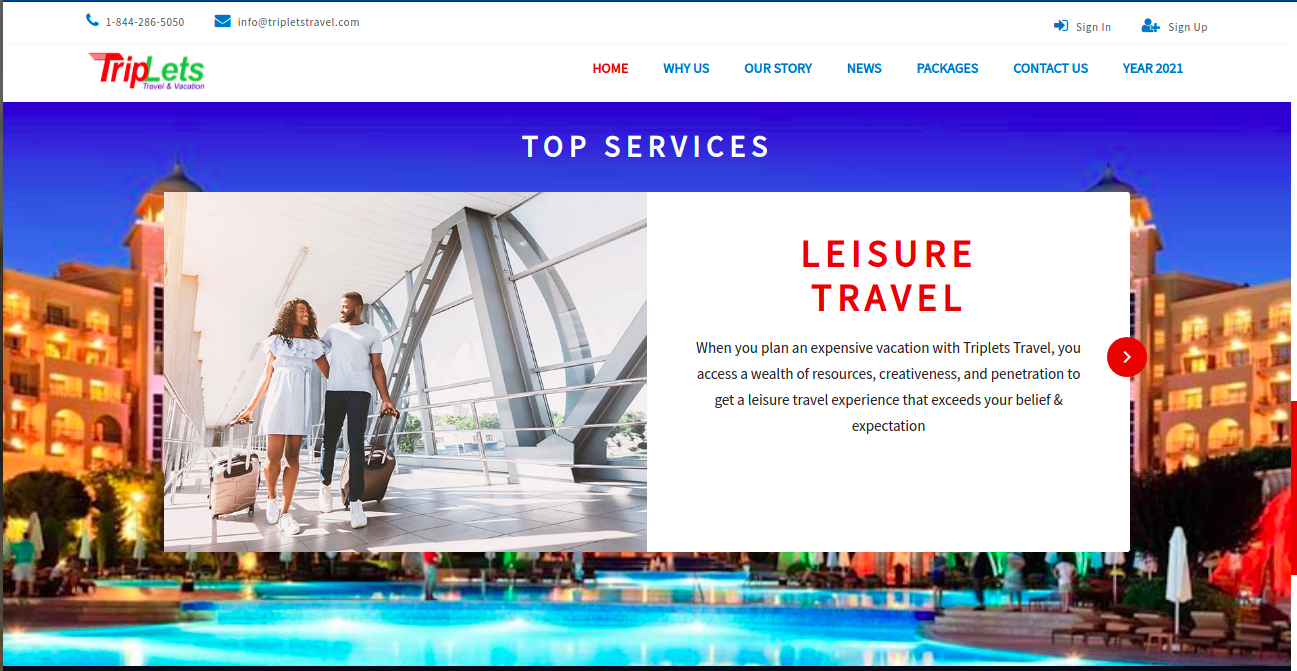 1-844-286-5050 info@tripletstravel.com
Sign In Sign Up
TripLets
Travel & Vacation
HOME WHY US OUR STORY NEWS PACKAGES CONTACT US YEAR 2021
TOP SERVICES
LEISURE
TRAVEL
When you plan an expensive vacation with Triplets Travel, you
access a wealth of resources, creativeness, and penetration to
get a leisure travel experience that exceeds your belief &
expectation